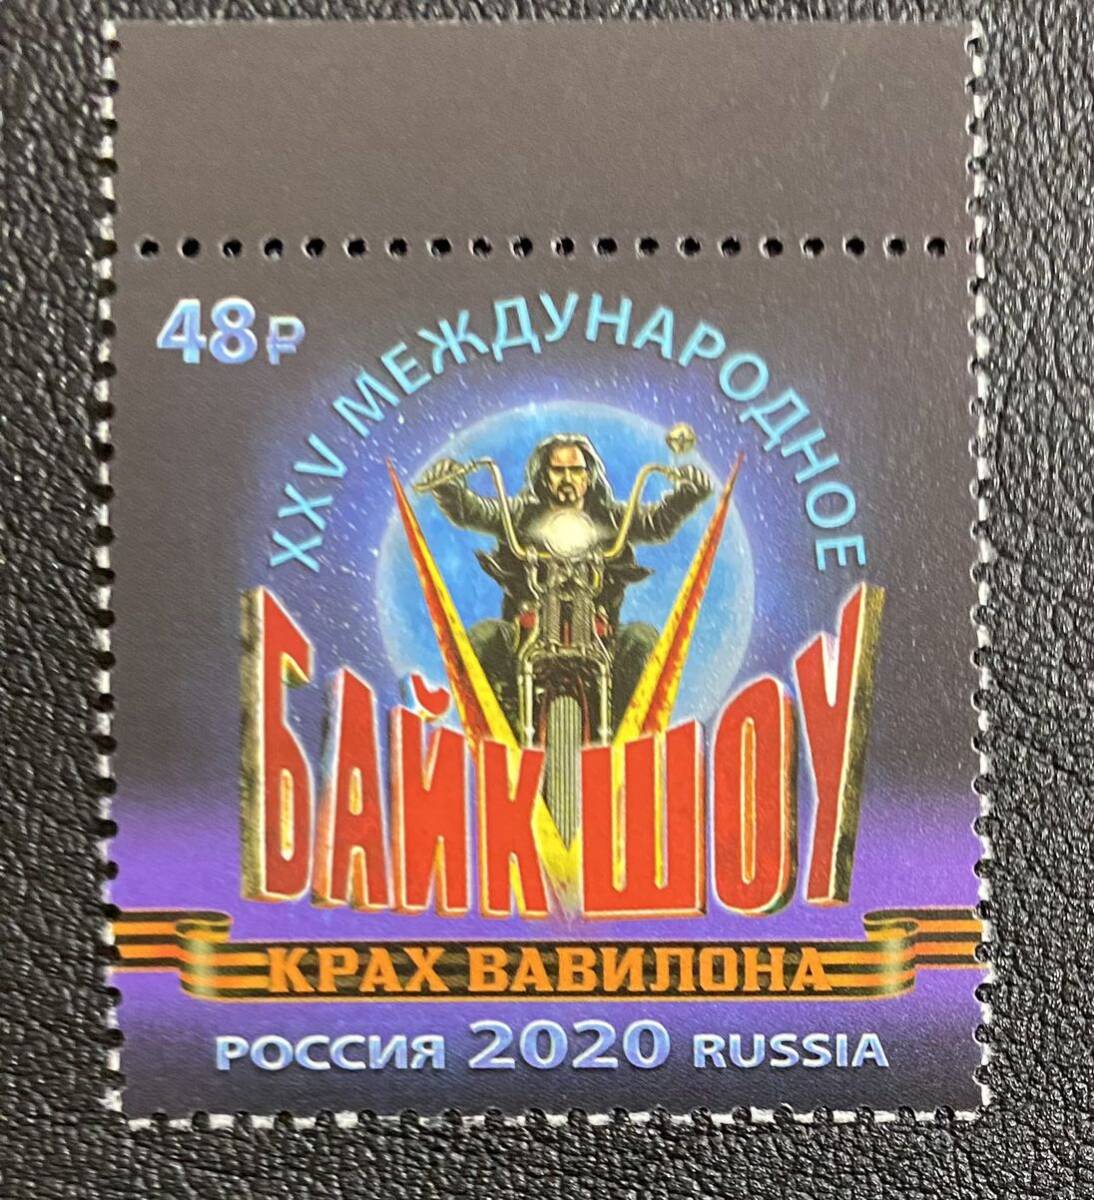 48₽
XXV МЕЖДУНАРОДНОЕ
БАЙК ШОУ
КРАХ ВАВИЛОНА
РОССИЯ 2020 RUSSIA